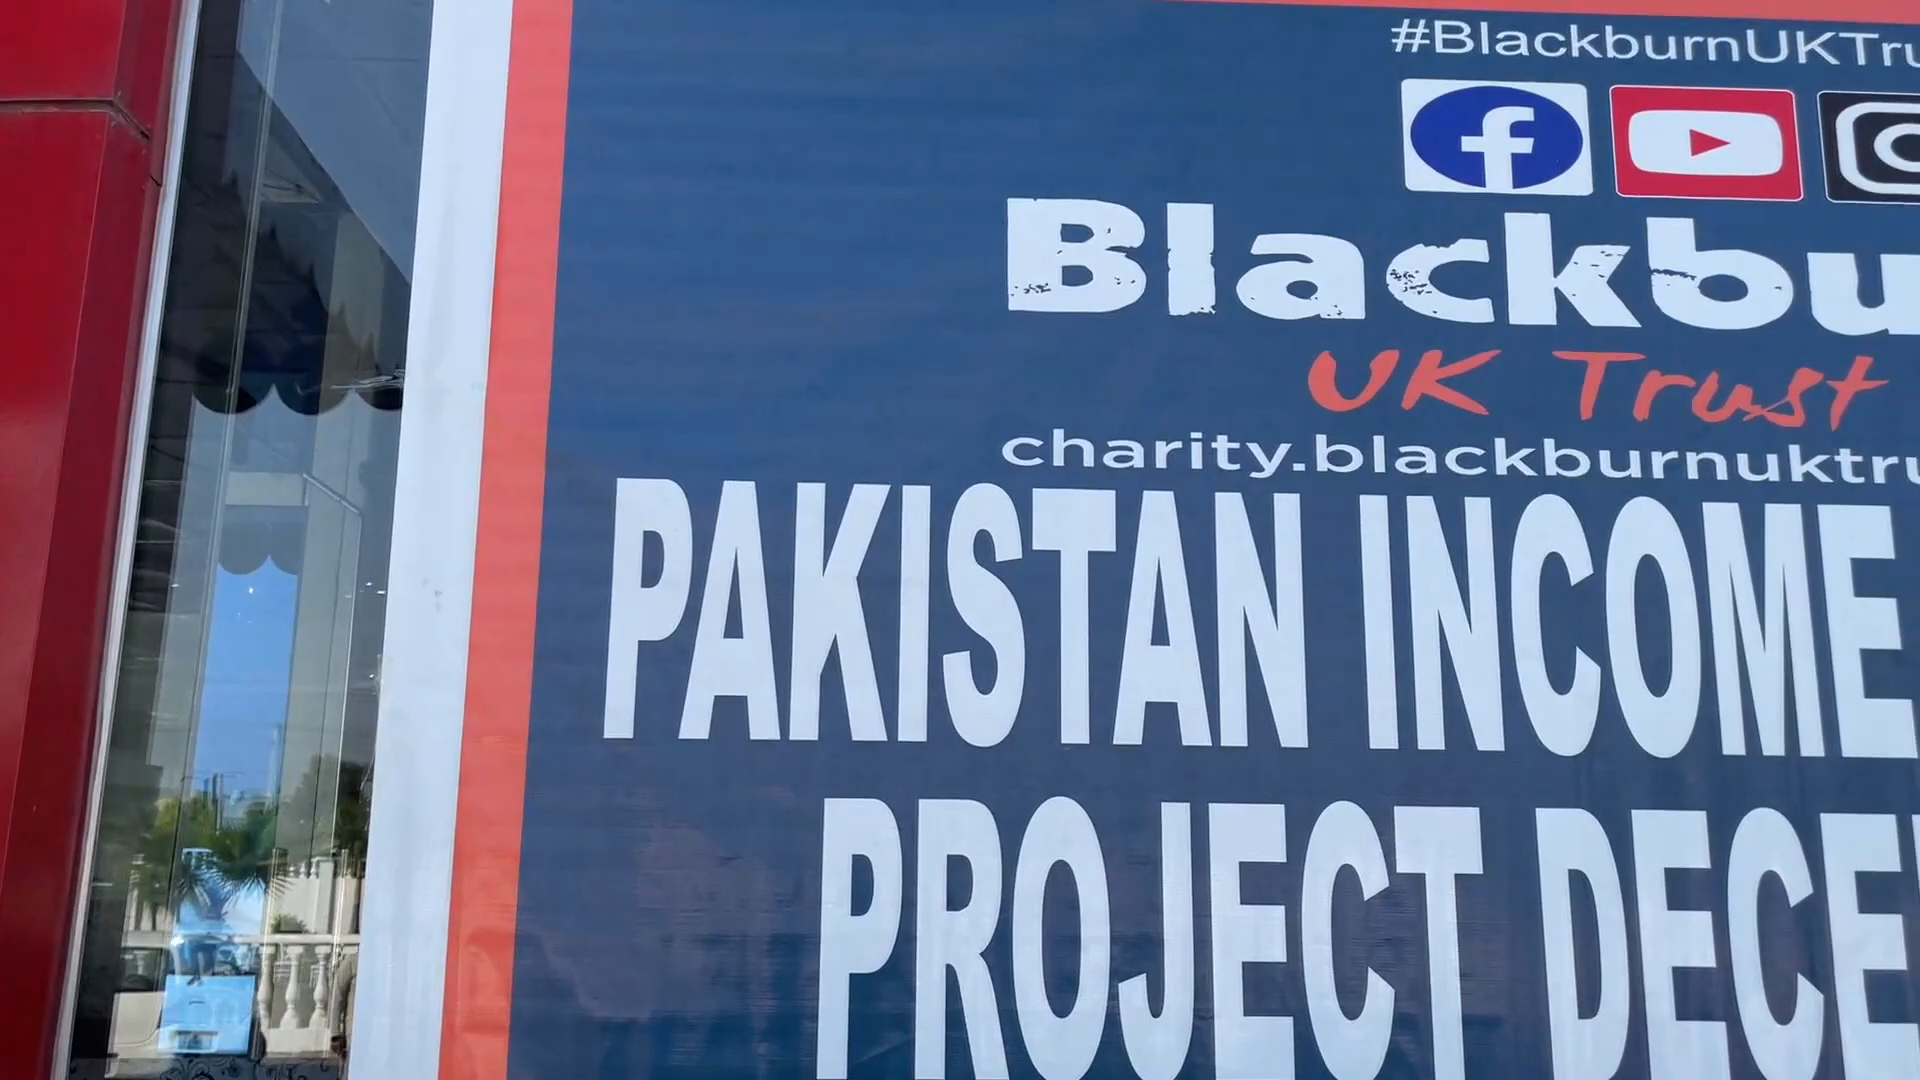 #BlackburnUKTru
Blackbu
UK Trust
charity.blackburnuktru
PAKISTAN INCOME
PROJECT DECE